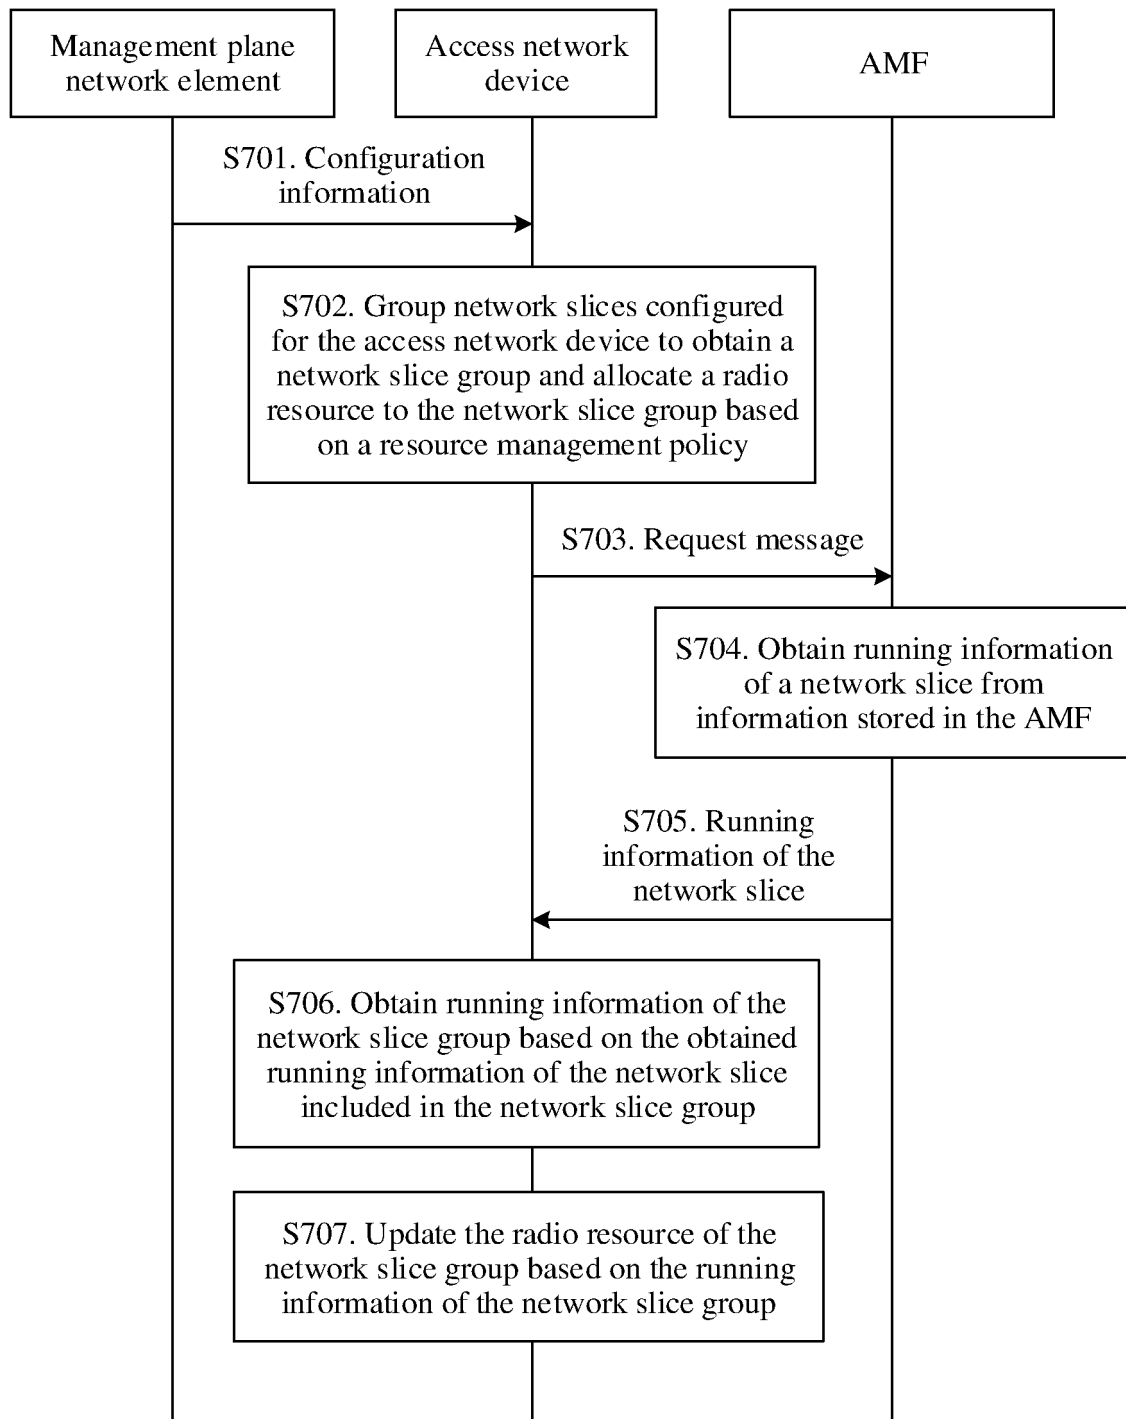 Management plane
network element
Access network
device
AMF
S701. Configuration
information
S702. Group network slices configured
for the access network device to obtain a
network slice group and allocate a radio
resource to the network slice group based
on a resource management policy
S703. Request message
S704. Obtain running information
of a network slice from
information stored in the AMF
S705. Running
information of the
network slice
S706. Obtain running information of the
network slice group based on the obtained
running information of the network slice
included in the network slice group
S707. Update the radio resource of the
network slice group based on the running
information of the network slice group